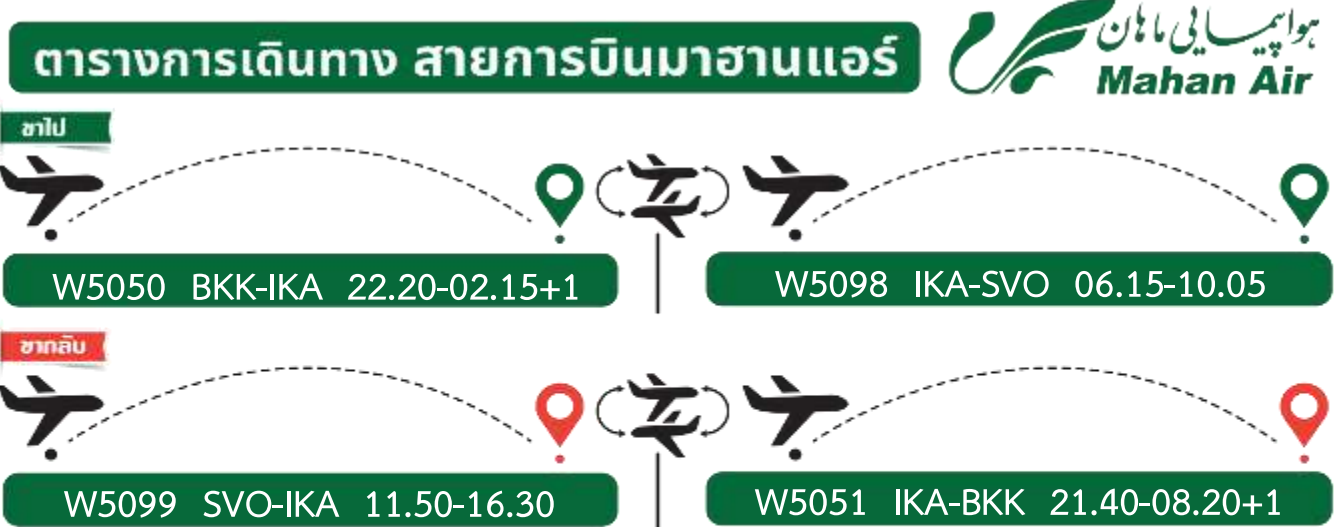 ตารางการเดินทาง สายการบินมาฮานแอร์
هواپیمایی ماهان
Mahan Air
ขาไป
W5050 BKK-IKA 22.20-02.15+1
W5098 IKA-SVO 06.15-10.05
ขากลับ
W5099 SVO-IKA 11.50-16.30
W5051 IKA-BKK 21.40-08.20+1